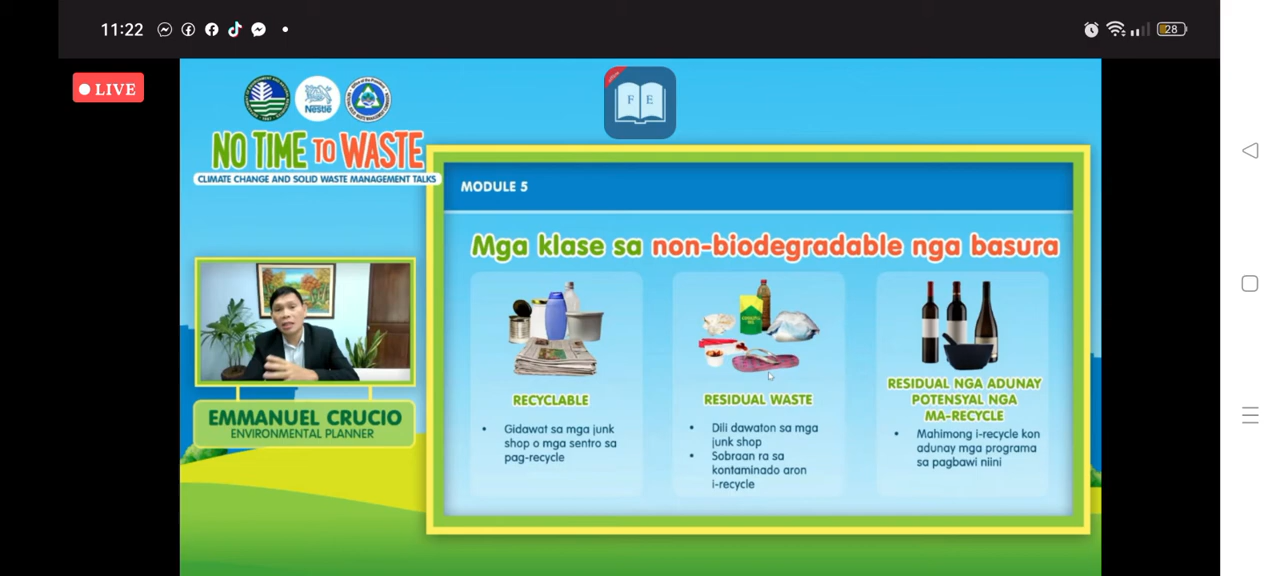 11:22
28
LIVE
Nestlé
F E
NO TIME TO WASTE
CLIMATE CHANGE AND SOLID WASTE MANAGEMENT TALKS
MODULE 5
Mga klase sa non-biodegradable nga basura
RECYCLABLE
• Gidawat sa mga junk
shop o mga sentro sa
pag-recycle
RESIDUAL WASTE
• Dili dawaton sa mga
junk shop
• Sobraan ra sa
kontaminado aron
i-recycle
RESIDUAL NGA ADUNAY
POTENSYAL NGA
MA-RECYCLE
• Mahimong i-recycle kon
adunay mga programa
sa pagbawi niini
EMMANUEL CRUCIO
ENVIRONMENTAL PLANNER